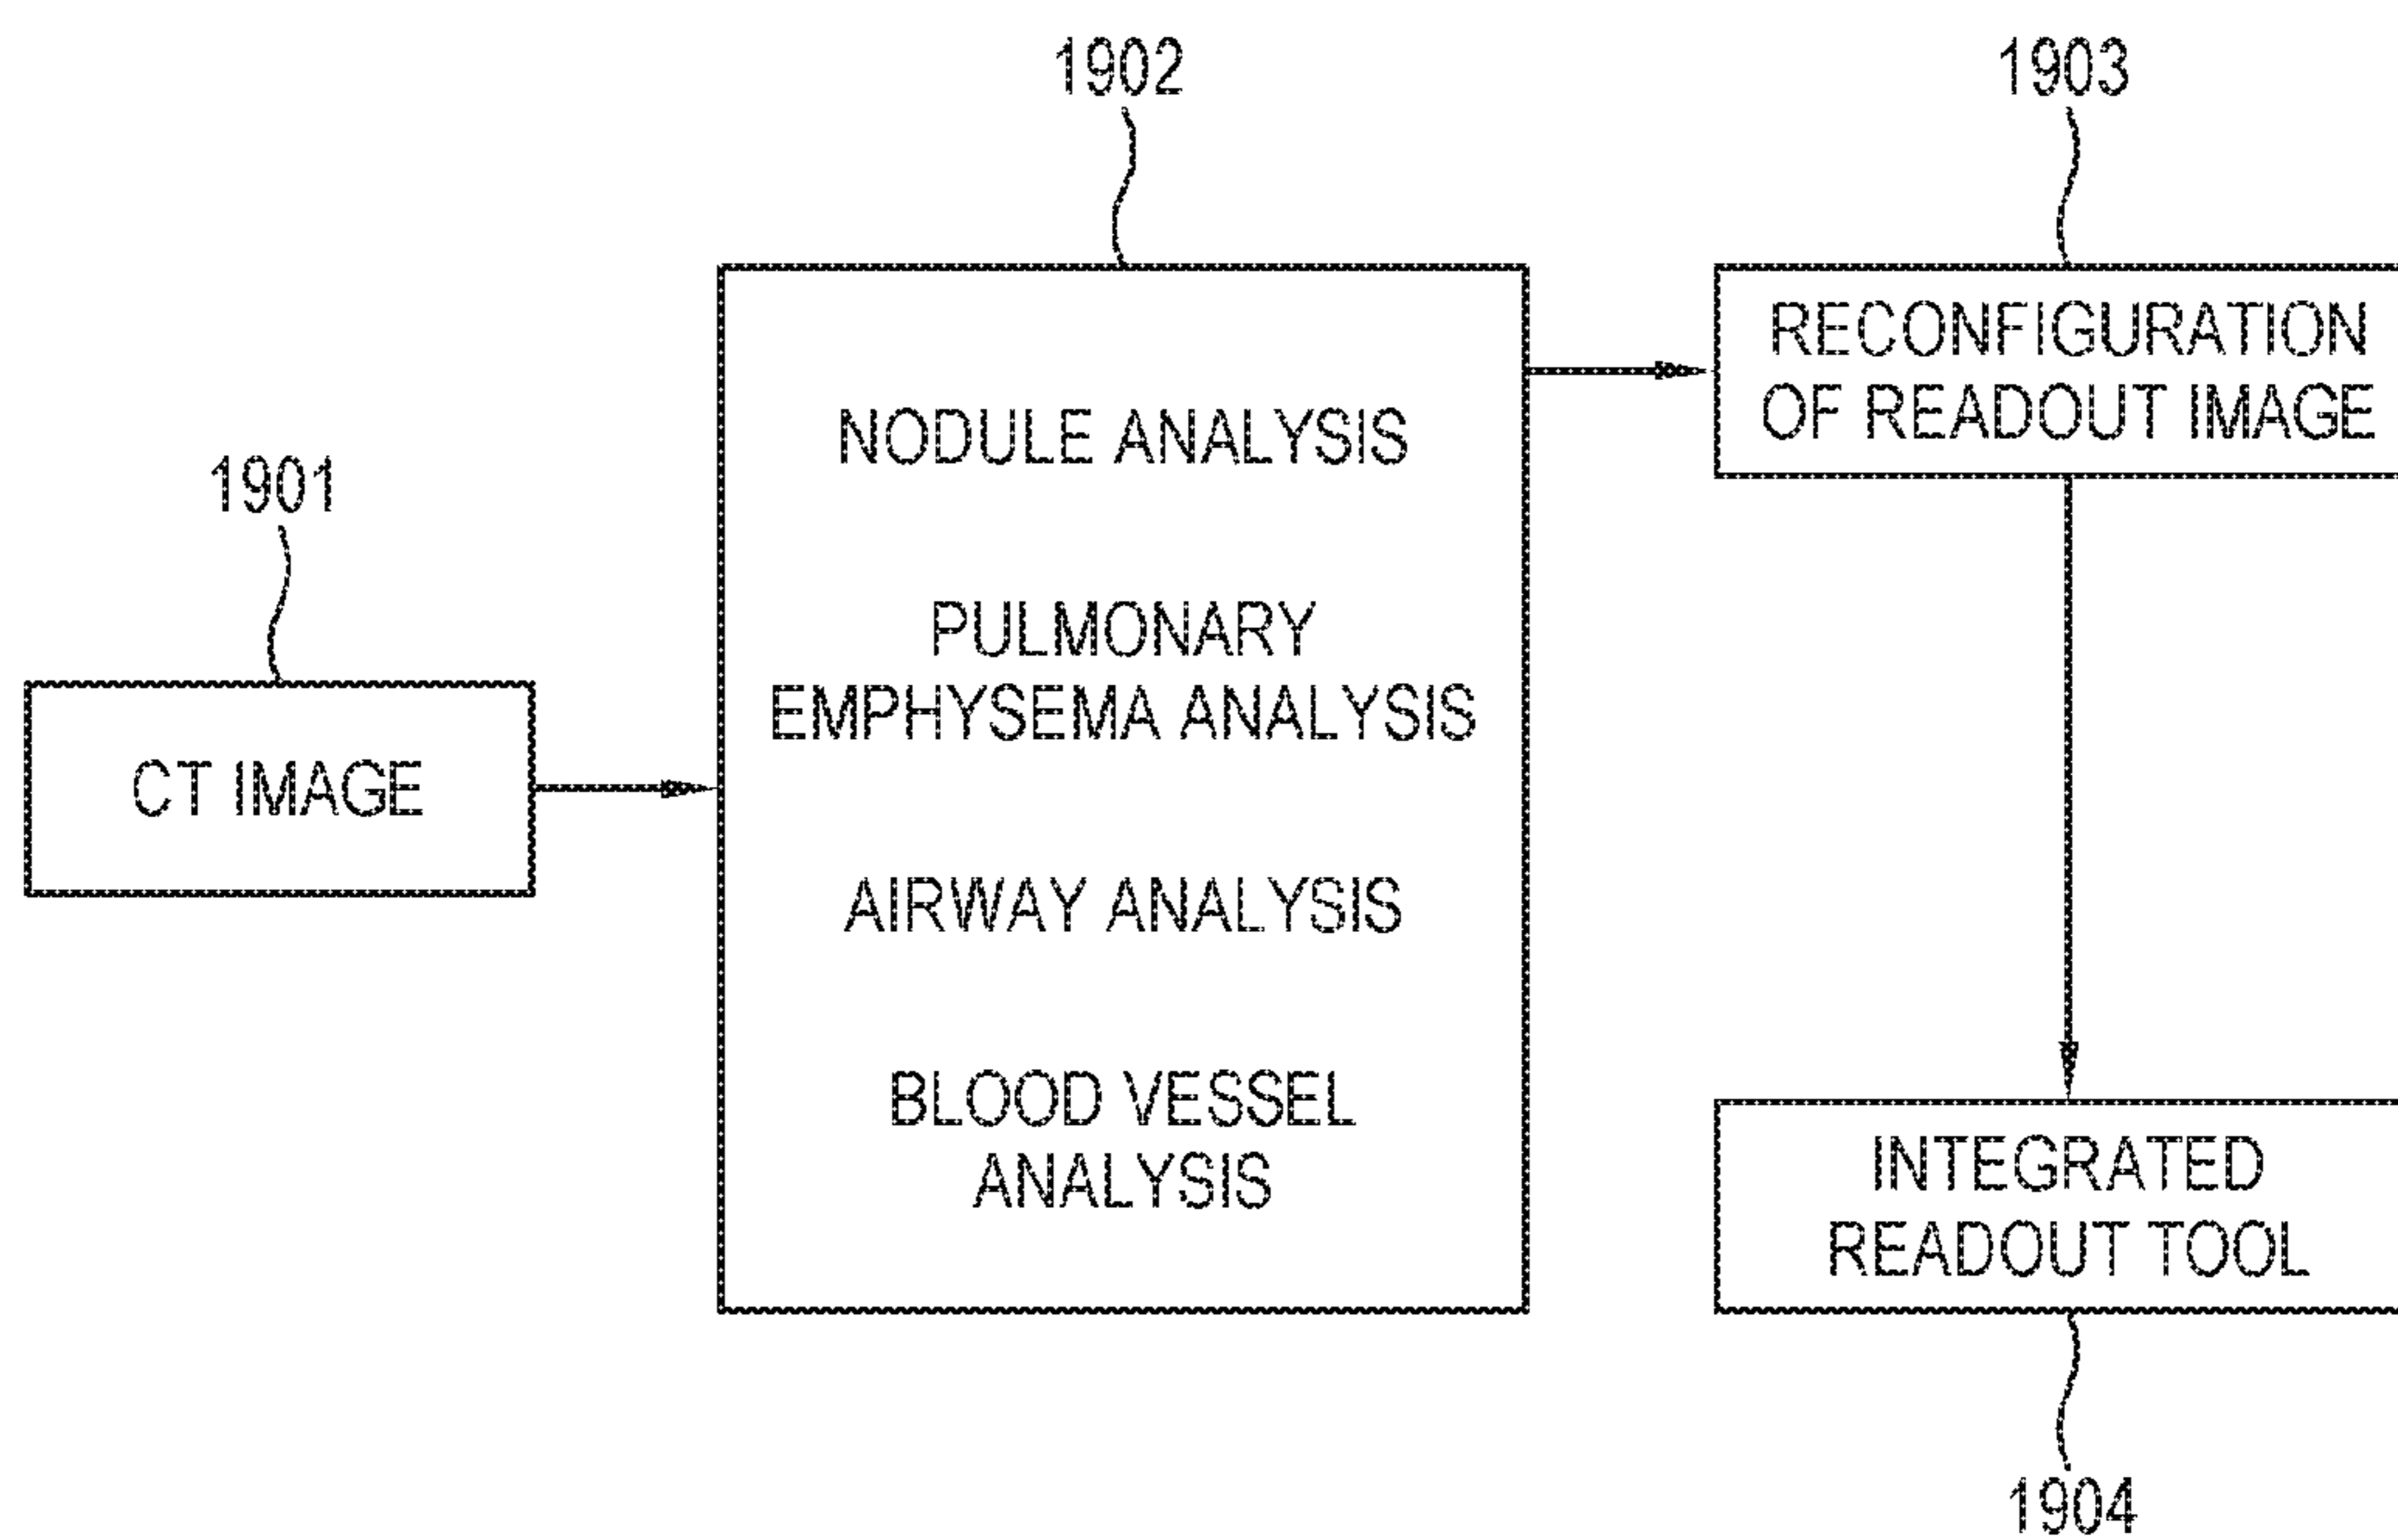 1902
1903
1901
CT IMAGE
NODULE ANALYSIS
PULMONARY
EMPHYSEMA ANALYSIS
AIRWAY ANALYSIS
BLOOD VESSEL
ANALYSIS
RECONFIGURATION
OF READOUT IMAGE
INTEGRATED
READOUT TOOL
1904